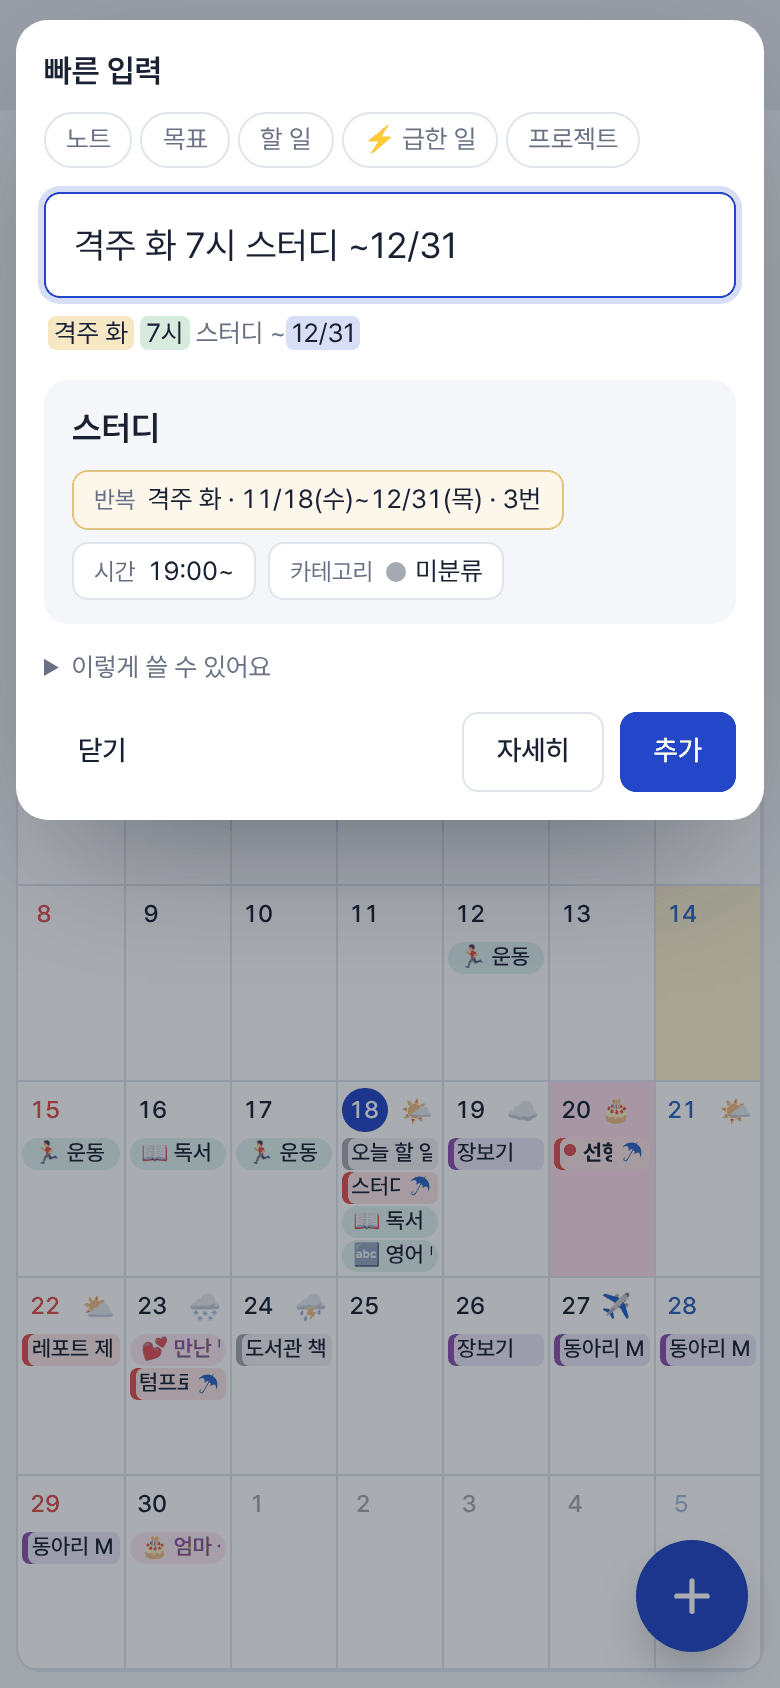 빠른 입력
노트 목표 할 일 ⚡ 급한 일 프로젝트
격주 화 7시 스터디 ~12/31
격주 화 7시 스터디 ~12/31
스터디
반복 격주 화 · 11/18(수)~12/31(목) · 3번
시간 19:00~ 카테고리 미분류
▶ 이렇게 쓸 수 있어요
닫기 자세히 추가
8 9 10 11 12 13 14
🏃 운동
15 16 17 18 19 20 21
🏃 운동 📖 독서 🏃 운동 오늘 할 일 장보기
📖 독서
🔤 영어
22 23 24 25 26 27 28
레포트 제 💕 만난 도서관 책 장보기 동아리 M 동아리 M
29 30 1 2 3 4 5
동아리 M 🎂 엄마
+